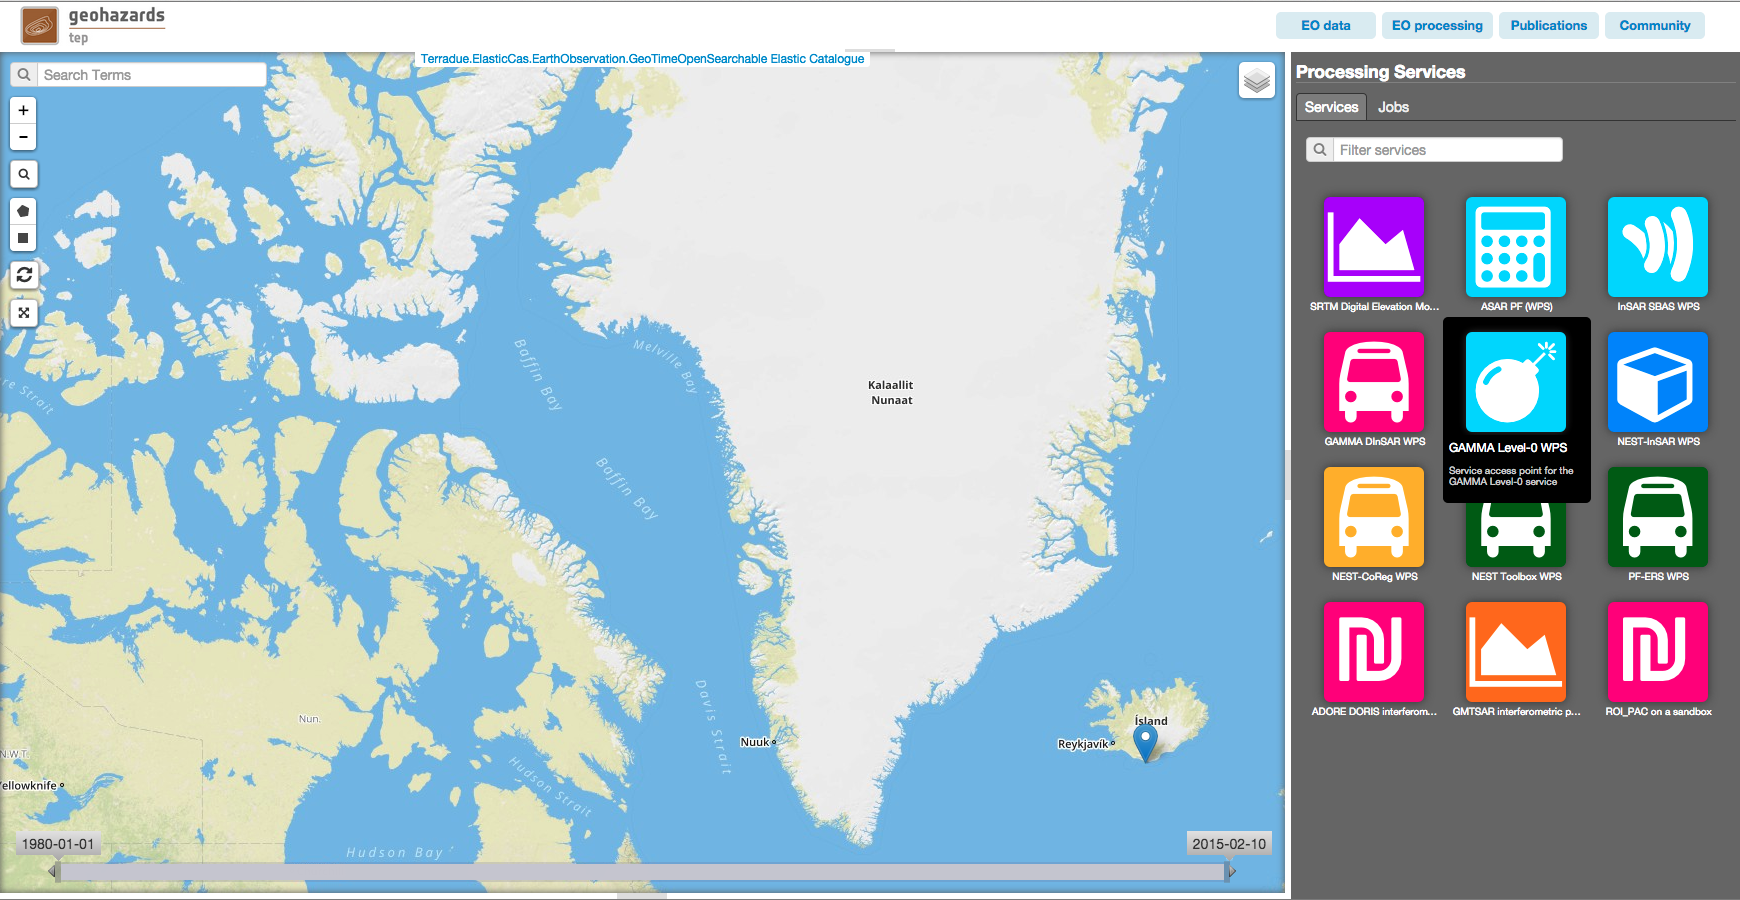 geohazards
tep
EO data
EO processing
Publications
Community
Terradue.ElasticCas.EarthObservation.GeoTimeOpenSearchable Elastic Catalogue
Search Terms
+
−
Baffin Bay
Melville Bay
Kalaallit
Nunaat
re Strait
Baffin Bay
Davis Strait
Nun.
Nuuk
Ísland
Reykjavík
N.W.T.
ellowknife
Hudson Strait
Hudson Bay
1980-01-01
2015-02-10
Processing Services
Services
Jobs
Filter services
SRTM Digital Elevation Mo...
ASAR PF (WPS)
InSAR SBAS WPS
GAMMA DInSAR WPS
GAMMA Level-0 WPS
Service access point for the
GAMMA Level-0 service
NEST-InSAR WPS
NEST-CoReg WPS
NEST Toolbox WPS
PF-ERS WPS
ADORE DORIS interferom...
GMTSAR interferometric p...
ROI_PAC on a sandbox